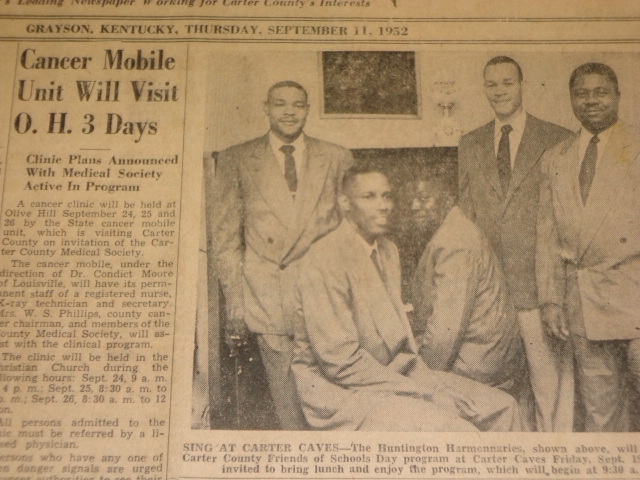 's Leading Newspaper Working for Carter County's Interests
GRAYSON, KENTUCKY, THURSDAY, SEPTEMBER 11, 1952
Cancer Mobile
Unit Will Visit
O. H. 3 Days
Clinic Plans Announced
With Medical Society
Active In Program
A cancer clinic will be held at
Olive Hill September 24, 25 and
26 by the State cancer mobile
unit, which is visiting Carter
County on invitation of the Car-
ter County Medical Society.
The cancer mobile, under the
direction of Dr. Condict Moore
of Louisville, will have its perm-
anent staff of a registered nurse,
X-ray technician and secretary.
Mrs. W. S. Phillips, county can-
cer chairman, and members of the
County Medical Society, will as-
sist with the clinical program.
The clinic will be held in the
hristian Church during the
llowing hours: Sept. 24, 9 a. m.
4 p. m.; Sept. 25, 8:30 a. m. to
p. m.; Sept. 26, 8:30 a. m. to 12
on.
All persons admitted to the
ic must be referred by a li-
sed physician.
ersons who have any one of
n danger signals are urged
SING AT CARTER CAVES—The Huntington Harmonnaries, shown above, will
Carter County Friends of Schools Day program at Carter Caves Friday, Sept. 1
invited to bring lunch and enjoy the program, which will begin at 9:30 a.